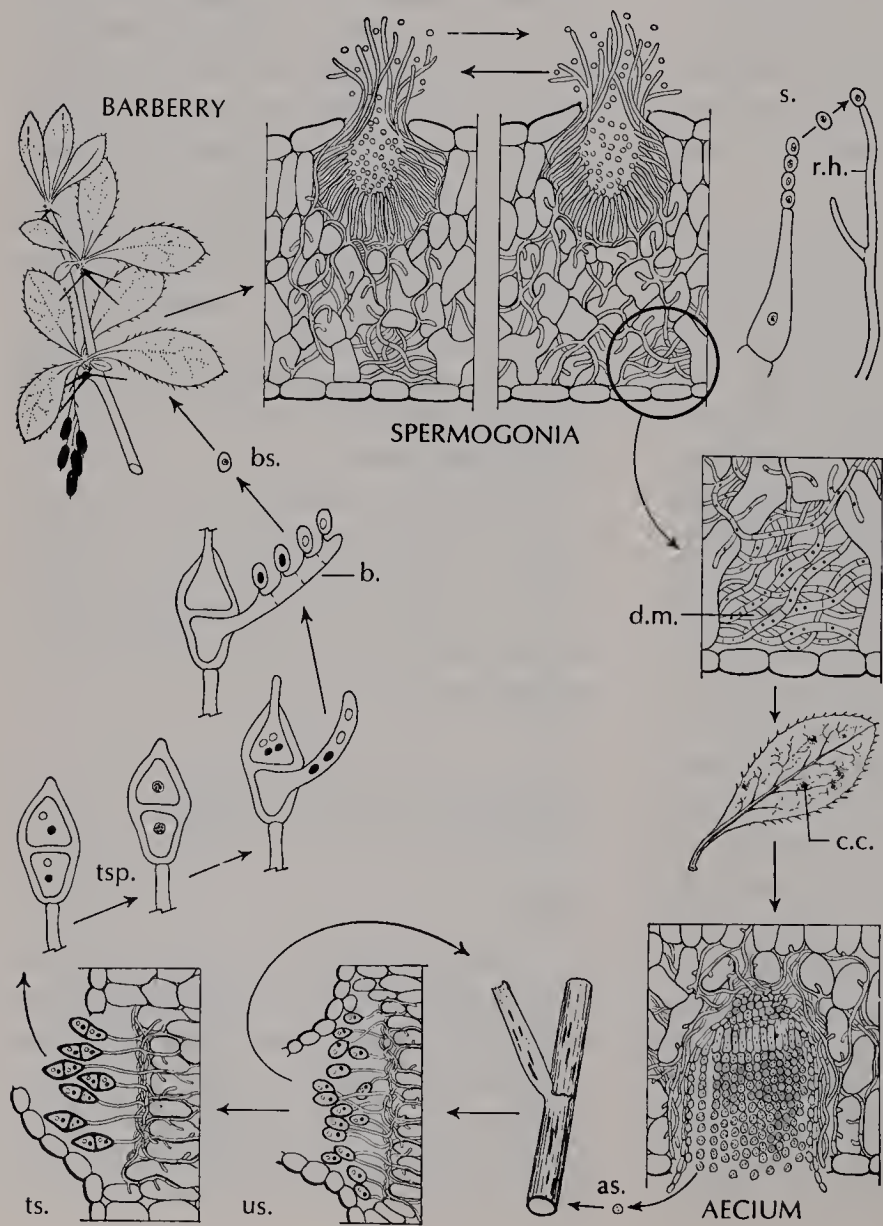 BARBERRY
s.
r.h.
SPERMOGONIA
bs.
b.
d.m.
tsp.
c.c.
ts.
us.
as.
AECIUM